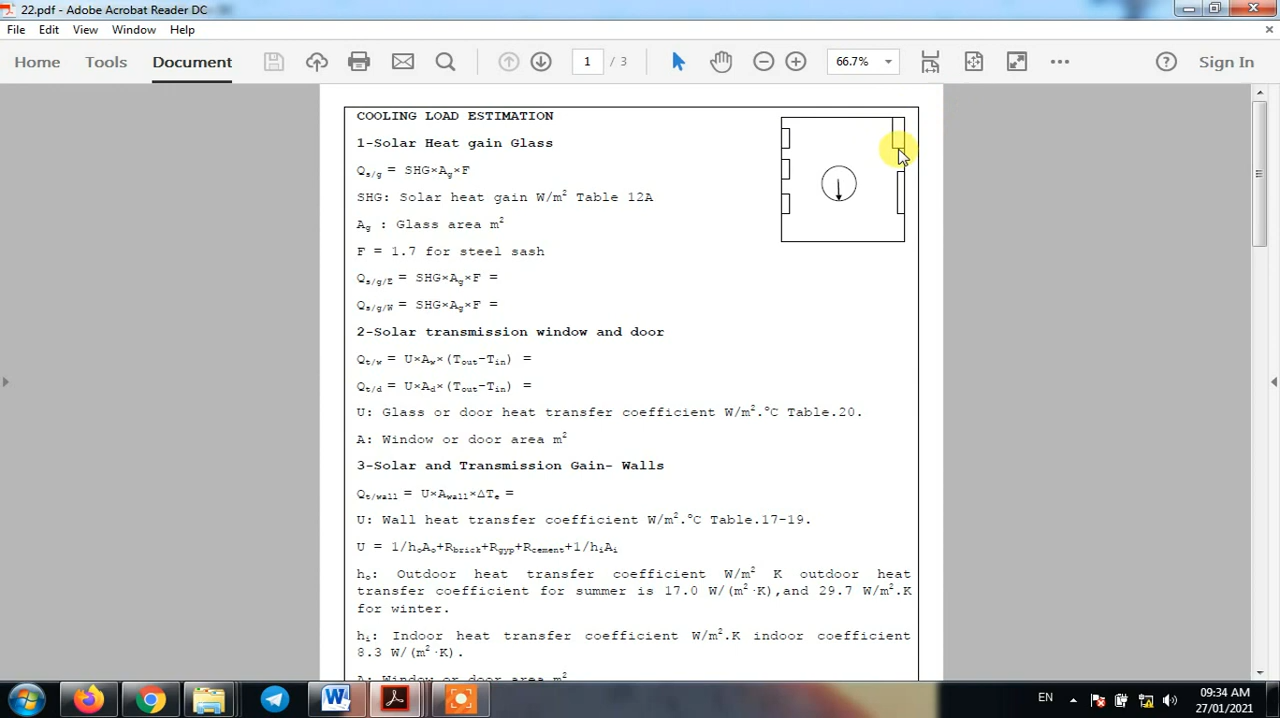 22.pdf - Adobe Acrobat Reader DC
File Edit View Window Help
Home Tools Document 1 / 3 66.7% Sign In
COOLING LOAD ESTIMATION
1-Solar Heat gain Glass
Qs/g = SHG×Ag×F
SHG: Solar heat gain W/m² Table 12A
Ag : Glass area m²
F = 1.7 for steel sash
Qs/g/E = SHG×Ag×F =
Qs/g/W = SHG×Ag×F =
2-Solar transmission window and door
Qt/w = U×Aw×(Tout-Tin) =
Qt/d = U×Ad×(Tout-Tin) =
U: Glass or door heat transfer coefficient W/m².°C Table.20.
A: Window or door area m²
3-Solar and Transmission Gain- Walls
Qt/wall = U×Awall×ΔTe =
U: Wall heat transfer coefficient W/m².°C Table.17-19.
U = 1/hoAo+Rbrick+Rgyp+Rcement+1/hiAi
ho: Outdoor heat transfer coefficient W/m² K outdoor heat
transfer coefficient for summer is 17.0 W/(m²·K),and 29.7 W/m².K
for winter.
hi: Indoor heat transfer coefficient W/m².K indoor coefficient
8.3 W/(m²·K).
A: Window or door area m²
EN
09:34 AM
27/01/2021